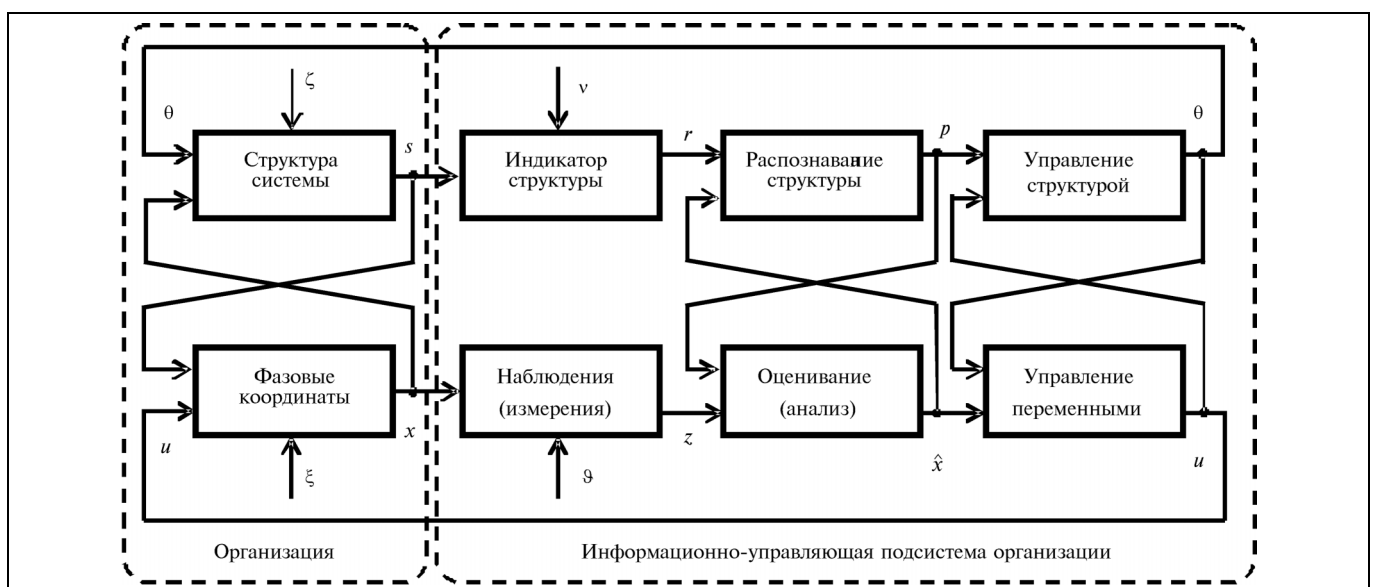 ζ
ν
θ
θ
s
r
p
Структура
системы
Индикатор
структуры
Распознавание
структуры
Управление
структурой
Фазовые
координаты
Наблюдения
(измерения)
Оценивание
(анализ)
Управление
переменными
u
x
z
x̂
u
ξ
ϑ
Организация
Информационно-управляющая подсистема организации